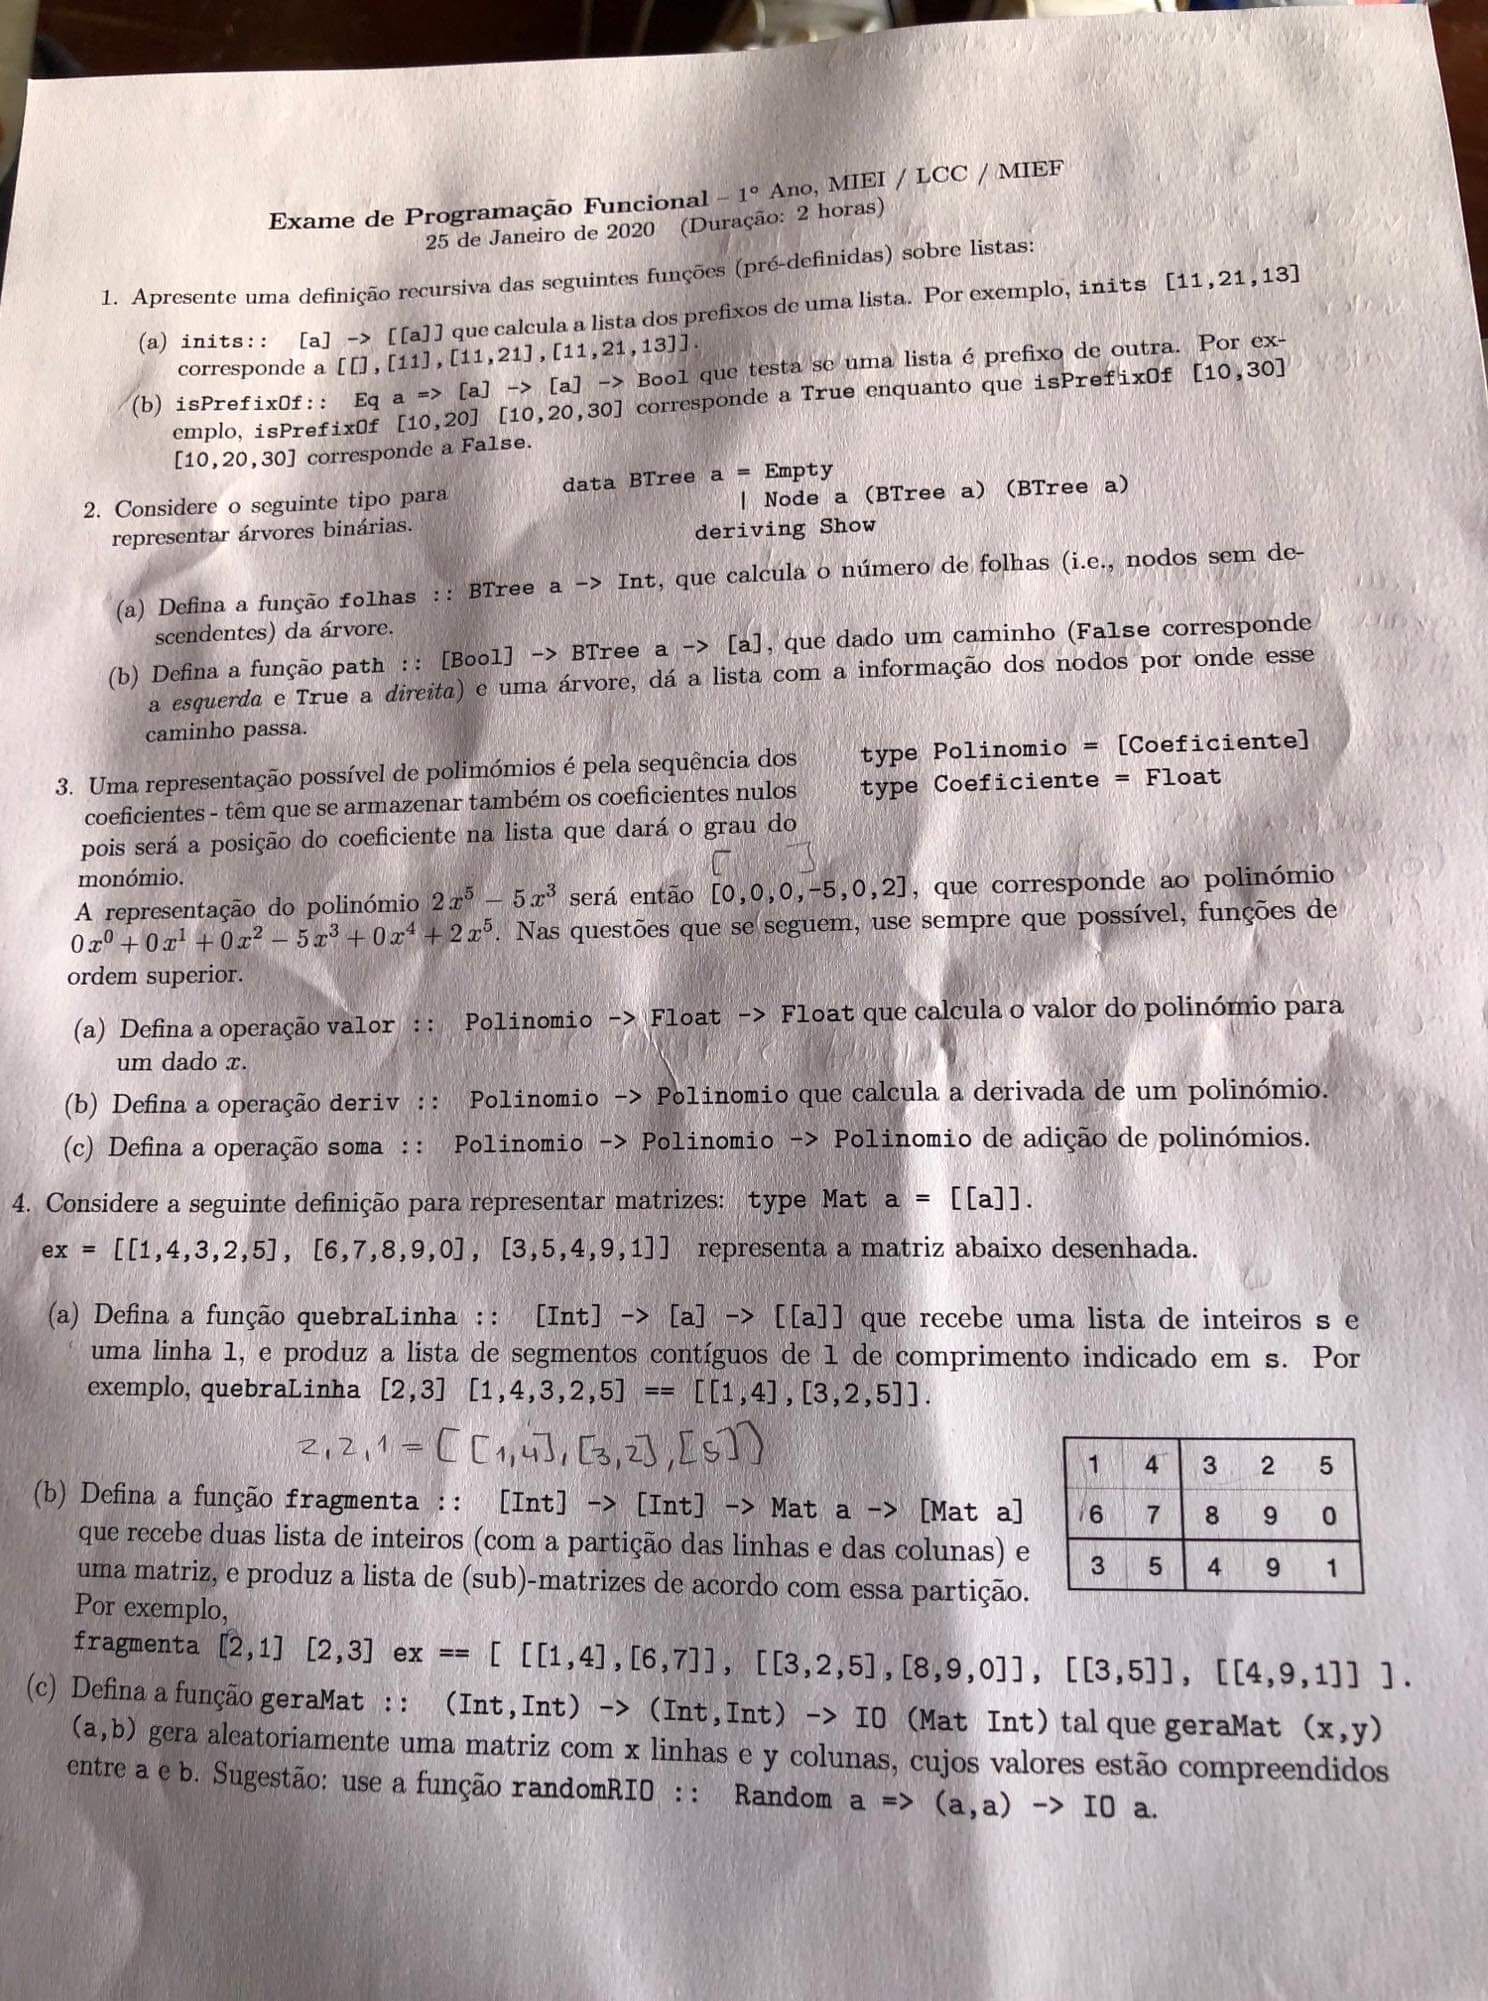 Exame de Programação Funcional – 1º Ano, MIEI / LCC / MIEF
25 de Janeiro de 2020 (Duração: 2 horas)
1. Apresente uma definição recursiva das seguintes funções (pré-definidas) sobre listas:
(a) inits:: [a] -> [[a]] que calcula a lista dos prefixos de uma lista. Por exemplo, inits [11,21,13]
corresponde a [[],[11],[11,21],[11,21,13]].
(b) isPrefixOf:: Eq a => [a] -> [a] -> Bool que testa se uma lista é prefixo de outra. Por ex-
emplo, isPrefixOf [10,20] [10,20,30] corresponde a True enquanto que isPrefixOf [10,30]
[10,20,30] corresponde a False.
2. Considere o seguinte tipo para
representar árvores binárias.
data BTree a = Empty
| Node a (BTree a) (BTree a)
deriving Show
(a) Defina a função folhas :: BTree a -> Int, que calcula o número de folhas (i.e., nodos sem de-
scendentes) da árvore.
(b) Defina a função path :: [Bool] -> BTree a -> [a], que dado um caminho (False corresponde
a esquerda e True a direita) e uma árvore, dá a lista com a informação dos nodos por onde esse
caminho passa.
3. Uma representação possível de polimómios é pela sequência dos
coeficientes - têm que se armazenar também os coeficientes nulos
pois será a posição do coeficiente na lista que dará o grau do
monómio.
type Polinomio = [Coeficiente]
type Coeficiente = Float
[ ]
A representação do polinómio 2x⁵ − 5x³ será então [0,0,0,-5,0,2], que corresponde ao polinómio
0x⁰ + 0x¹ + 0x² − 5x³ + 0x⁴ + 2x⁵. Nas questões que se seguem, use sempre que possível, funções de
ordem superior.
(a) Defina a operação valor :: Polinomio -> Float -> Float que calcula o valor do polinómio para
um dado x.
(b) Defina a operação deriv :: Polinomio -> Polinomio que calcula a derivada de um polinómio.
(c) Defina a operação soma :: Polinomio -> Polinomio -> Polinomio de adição de polinómios.
4. Considere a seguinte definição para representar matrizes: type Mat a = [[a]].
ex = [[1,4,3,2,5], [6,7,8,9,0], [3,5,4,9,1]] representa a matriz abaixo desenhada.
(a) Defina a função quebraLinha :: [Int] -> [a] -> [[a]] que recebe uma lista de inteiros s e
uma linha l, e produz a lista de segmentos contíguos de l de comprimento indicado em s. Por
exemplo, quebraLinha [2,3] [1,4,3,2,5] == [[1,4],[3,2,5]].
2,2,1 = [[1,4],[3,2],[5]]
(b) Defina a função fragmenta :: [Int] -> [Int] -> Mat a -> [Mat a]
que recebe duas lista de inteiros (com a partição das linhas e das colunas) e
uma matriz, e produz a lista de (sub)-matrizes de acordo com essa partição.
Por exemplo,
1 4 3 2 5
6 7 8 9 0
3 5 4 9 1
fragmenta [2,1] [2,3] ex == [ [[1,4],[6,7]], [[3,2,5],[8,9,0]], [[3,5]], [[4,9,1]] ].
(c) Defina a função geraMat :: (Int,Int) -> (Int,Int) -> IO (Mat Int) tal que geraMat (x,y)
(a,b) gera aleatoriamente uma matriz com x linhas e y colunas, cujos valores estão compreendidos
entre a e b. Sugestão: use a função randomRIO :: Random a => (a,a) -> IO a.